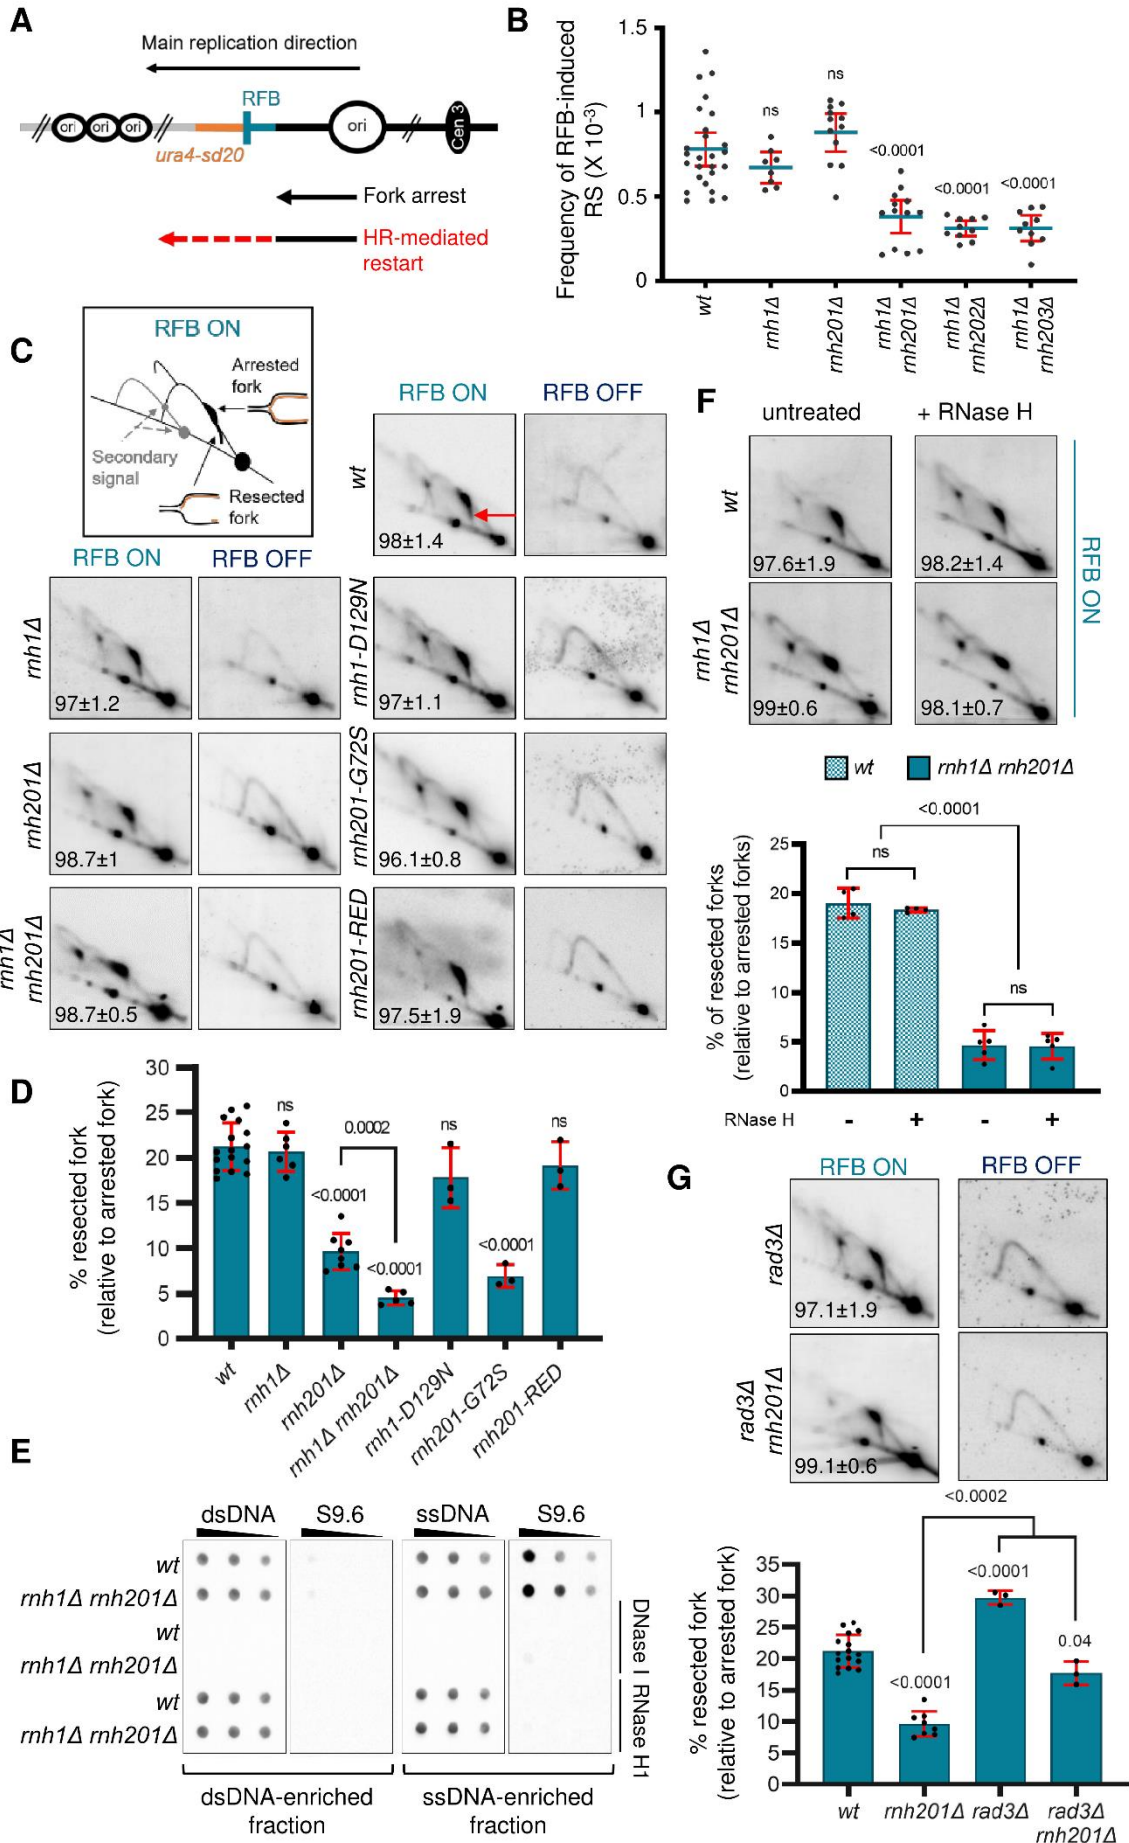 A
Main replication direction
RFB
ori ori ori
ori
Cen 3
ura4-sd20
Fork arrest
HR-mediated
restart
B
Frequency of RFB-induced
RS (X 10⁻³)
1.5
1
0.5
0
ns
ns
<0.0001
<0.0001
<0.0001
wt
rnh1Δ
rnh201Δ
rnh1Δ
rnh201Δ
rnh1Δ
rnh202Δ
rnh1Δ
rnh203Δ
C
RFB ON
Arrested
fork
Secondary
signal
Resected
fork
RFB ON RFB OFF
wt
98±1.4
RFB ON RFB OFF
rnh1Δ
97±1.2
rnh1-D129N
97±1.1
rnh201Δ
98.7±1
rnh201-G72S
96.1±0.8
rnh1Δ
rnh201Δ
98.7±0.5
rnh201-RED
97.5±1.9
D
% resected fork
(relative to arrested fork)
30
25
20
15
10
5
0
ns
<0.0001
0.0002
<0.0001
ns
<0.0001
ns
wt
rnh1Δ
rnh201Δ
rnh1Δ rnh201Δ
rnh1-D129N
rnh201-G72S
rnh201-RED
E
dsDNA S9.6 ssDNA S9.6
wt
rnh1Δ rnh201Δ
wt
rnh1Δ rnh201Δ
wt
rnh1Δ rnh201Δ
DNase I
RNase H1
dsDNA-enriched
fraction
ssDNA-enriched
fraction
F
untreated + RNase H
wt
97.6±1.9
98.2±1.4
rnh1Δ
rnh201Δ
99±0.6
98.1±0.7
RFB ON
wt rnh1Δ rnh201Δ
% of resected forks
(relative to arrested forks)
25
20
15
10
5
0
<0.0001
ns
ns
RNase H - + - +
G
RFB ON RFB OFF
rad3Δ
97.1±1.9
rad3Δ
rnh201Δ
99.1±0.6
% resected fork
(relative to arrested fork)
35
30
25
20
15
10
5
0
<0.0002
<0.0001
0.04
<0.0001
wt
rnh201Δ
rad3Δ
rad3Δ
rnh201Δ